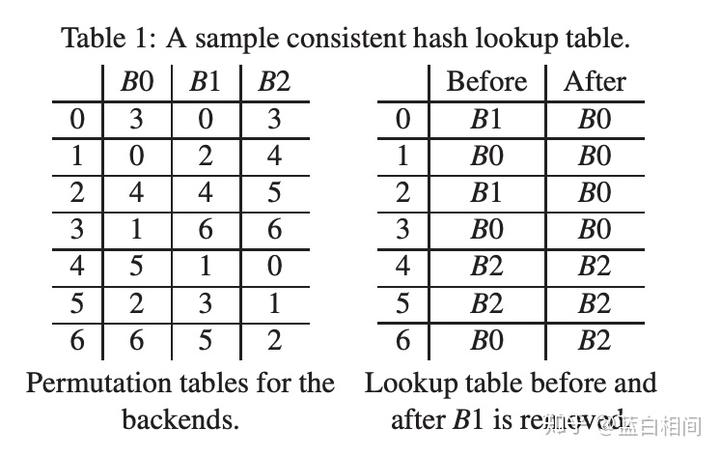 Table 1: A sample consistent hash lookup table.
B0 B1 B2
0 3 0 3
1 0 2 4
2 4 4 5
3 1 6 6
4 5 1 0
5 2 3 1
6 6 5 2
Permutation tables for the
backends.
Before After
0 B1 B0
1 B0 B0
2 B1 B0
3 B0 B0
4 B2 B2
5 B2 B2
6 B0 B2
Lookup table before and
after B1 is removed.
知乎 @蓝白相间